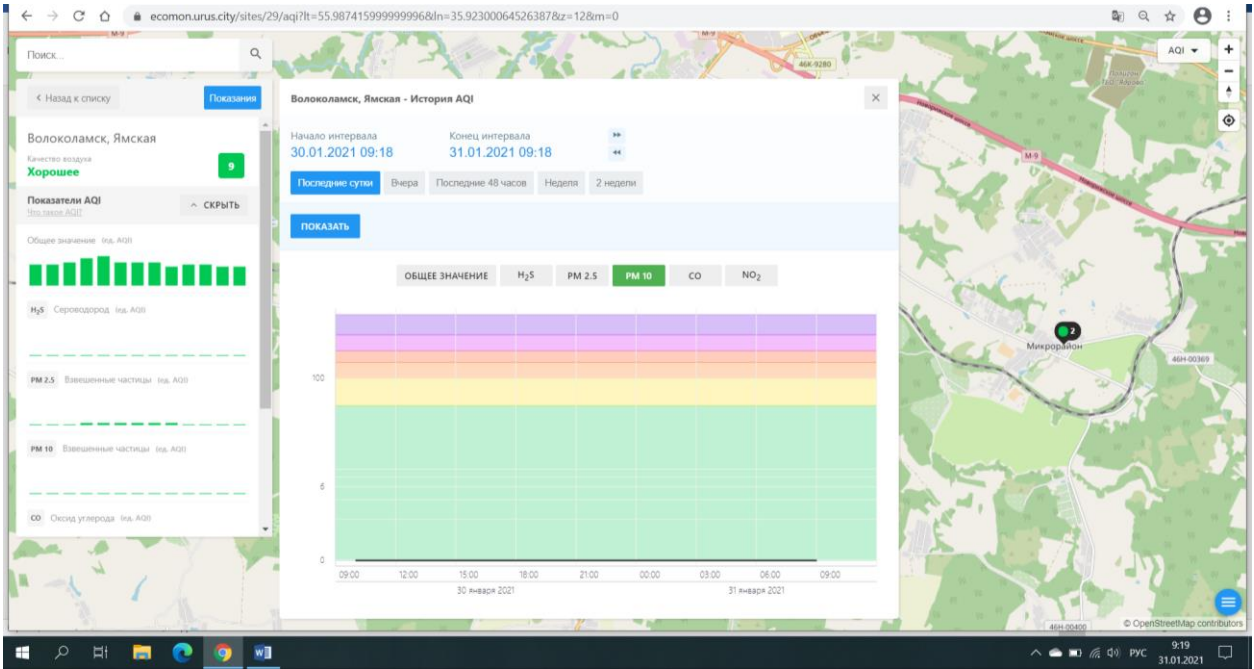 ecomon.urus.city/sites/29/aqi?lt=55.987415999999996&ln=35.92300064526387&z=12&m=0
Поиск...
AQI
М-9
М-9
46К-9280
< Назад к списку
Показания
Волоколамск, Ямская - История AQI
Волоколамск, Ямская
Качество воздуха
Хорошее
9
Начало интервала
Конец интервала
30.01.2021 09:18
31.01.2021 09:18
Последние сутки
Вчера
Последние 48 часов
Неделя
2 недели
Показатели AQI
Что такое AQI?
СКРЫТЬ
ПОКАЗАТЬ
Общее значение (ед. AQI)
ОБЩЕЕ ЗНАЧЕНИЕ
H₂S
PM 2.5
PM 10
CO
NO₂
H₂S Сероводород (ед. AQI)
PM 2.5 Взвешенные частицы (ед. AQI)
PM 10 Взвешенные частицы (ед. AQI)
CO Оксид углерода (ед. AQI)
100
6
0
09:00
12:00
15:00
18:00
21:00
00:00
03:00
06:00
09:00
30 января 2021
31 января 2021
М-9
2
Микрорайон
46Н-00369
46Н-00400
© OpenStreetMap contributors
РУС
9:19
31.01.2021